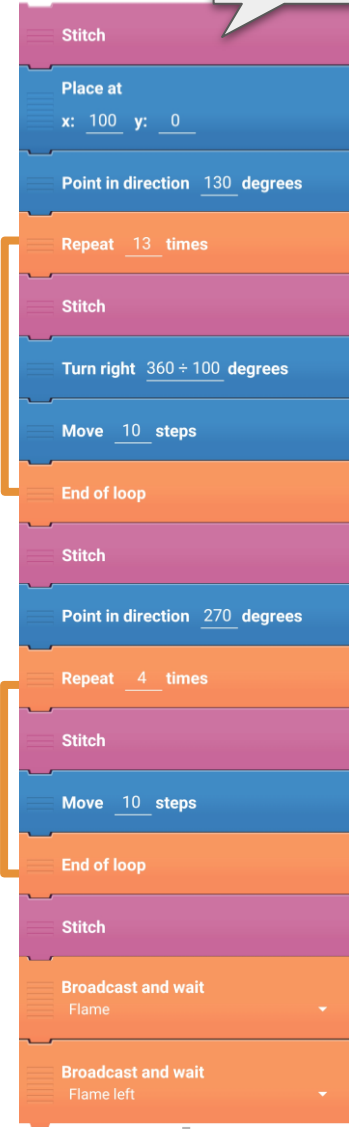 Stitch
Place at
x: 100 y: 0
Point in direction 130 degrees
Repeat 13 times
Stitch
Turn right 360 ÷ 100 degrees
Move 10 steps
End of loop
Stitch
Point in direction 270 degrees
Repeat 4 times
Stitch
Move 10 steps
End of loop
Stitch
Broadcast and wait
Flame
Broadcast and wait
Flame left